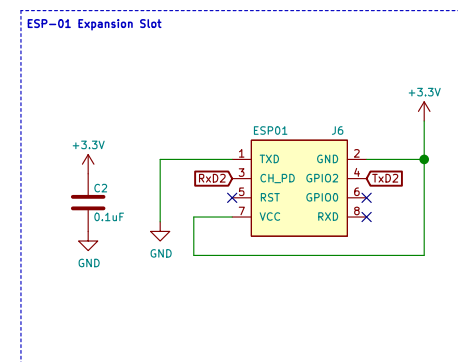 ESP-01 Expansion Slot
+3.3V
+3.3V
C2
0.1uF
GND
ESP01 J6
1 TXD GND 2
RxD2 3 CH_PD GPIO2 4 TxD2
5 RST GPIO0 6
7 VCC RXD 8
GND